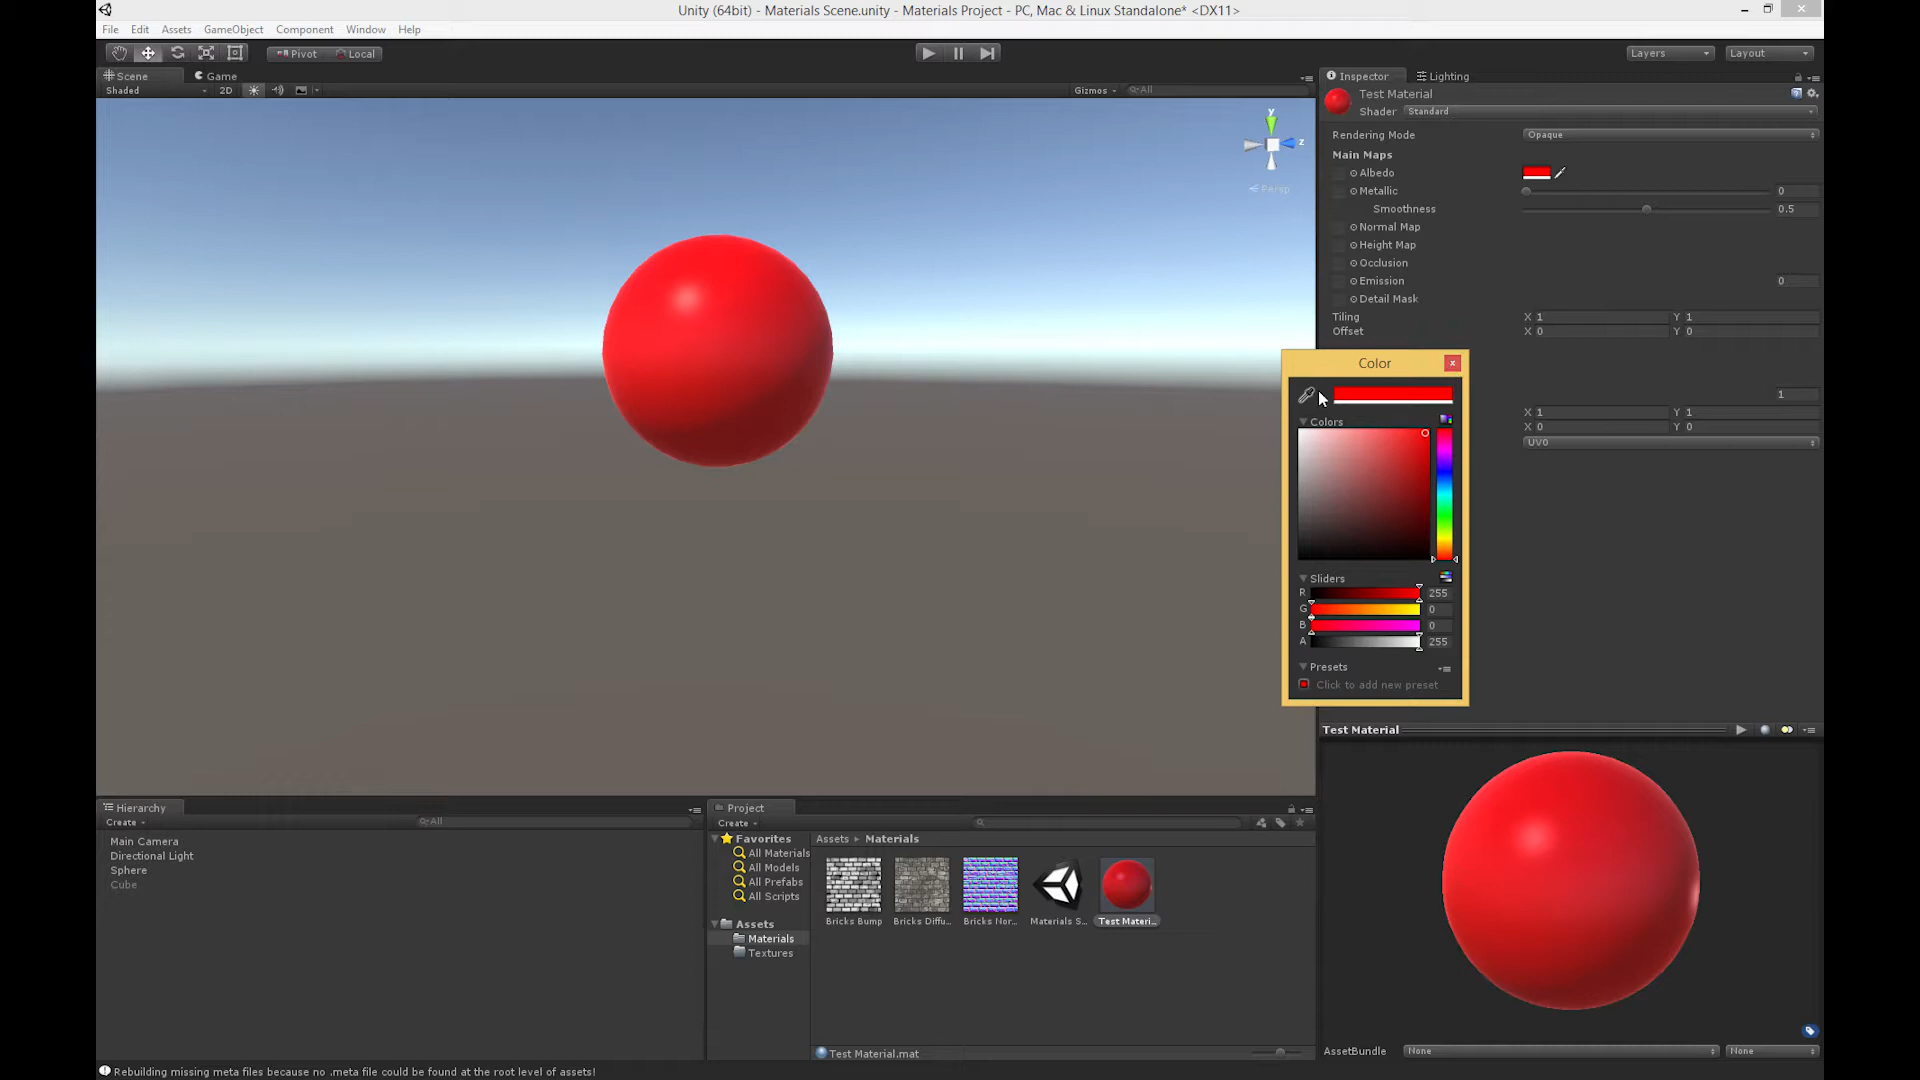 Unity (64bit) - Materials Scene.unity - Materials Project - PC, Mac & Linux Standalone* <DX11>
File Edit Assets GameObject Component Window Help
Pivot Local Layers Layout
Scene Game
Shaded 2D Gizmos All
y
z
Persp
Inspector Lighting
Test Material
Shader Standard
Rendering Mode Opaque
Main Maps
Albedo
Metallic 0
Smoothness 0.5
Normal Map
Height Map
Occlusion
Emission 0
Detail Mask
Tiling X 1 Y 1
Offset X 0 Y 0
1
X 1 Y 1
X 0 Y 0
UV0
Color
x
Colors
Sliders
R 255
G 0
B 0
A 255
Presets
Click to add new preset
Test Material
AssetBundle None None
Hierarchy
Create All
Main Camera
Directional Light
Sphere
Cube
Project
Create
Favorites
All Materials
All Models
All Prefabs
All Scripts
Assets
Materials
Textures
Assets Materials
Bricks Bump Bricks Diffu... Bricks Nor... Materials S... Test Materi...
Test Material.mat
Rebuilding missing meta files because no .meta file could be found at the root level of assets!